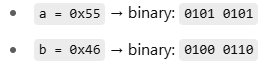 • a = 0x55 → binary: 0101 0101
• b = 0x46 → binary: 0100 0110